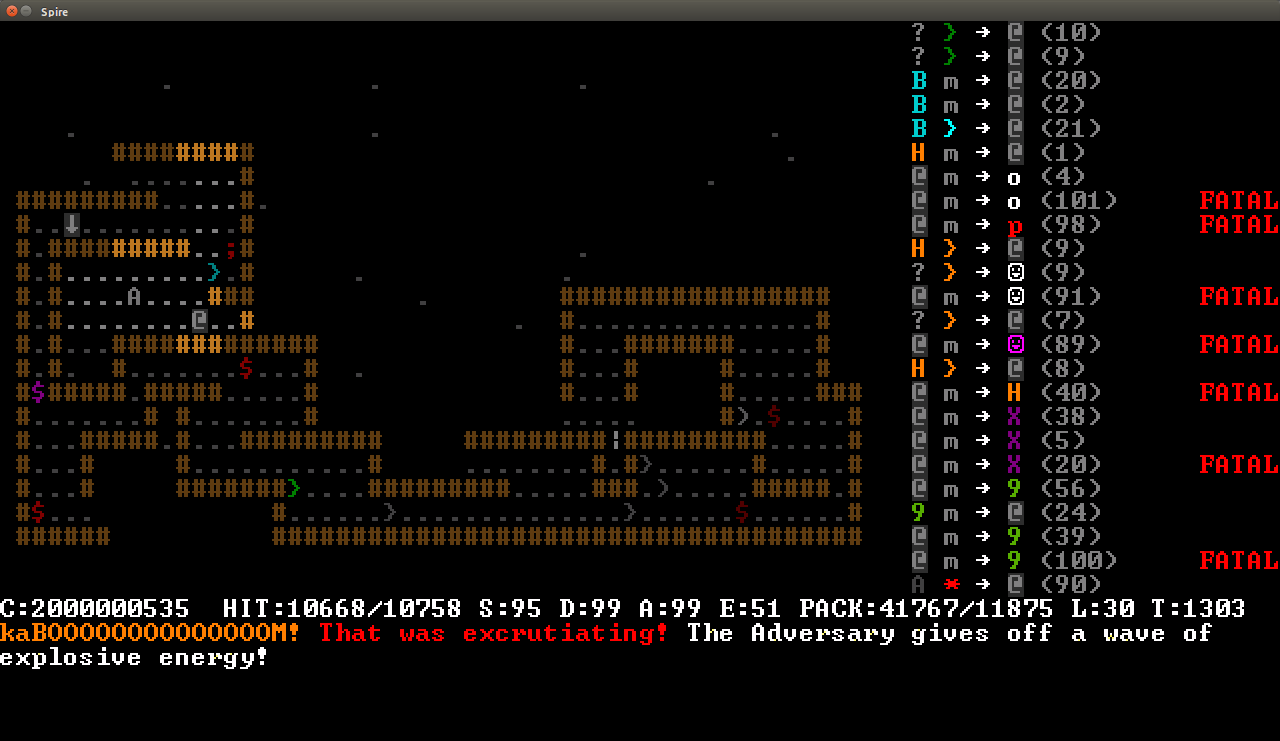 Spire
? } → @ (10)
? } → @ (9)
B m → @ (20)
B m → @ (2)
B } → @ (21)
H m → @ (1)
@ m → o (4)
@ m → o (101) FATAL
@ m → p (98) FATAL
H } → @ (9)
? } → ☺ (9)
@ m → ☺ (91) FATAL
? } → @ (7)
@ m → ☺ (89) FATAL
H } → @ (8)
@ m → H (40) FATAL
@ m → X (38)
@ m → X (5)
@ m → X (20) FATAL
@ m → 9 (56)
9 m → @ (24)
@ m → 9 (39)
@ m → 9 (100) FATAL
A * → @ (90)
C:2000000535 HIT:10668/10758 S:95 D:99 A:99 E:51 PACK:41767/11875 L:30 T:1303
kaBOOOOOOOOOOOOOOM! That was excrutiating! The Adversary gives off a wave of
explosive energy!